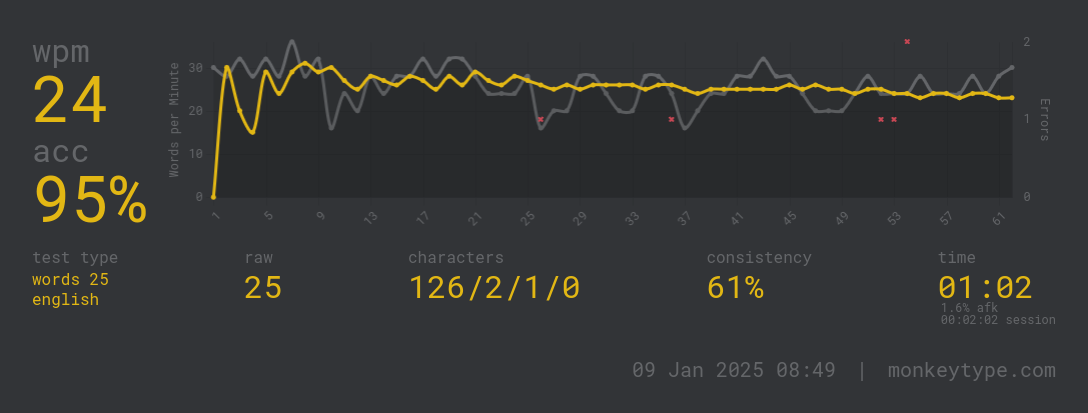 wpm
24
acc
95%
Words per Minute
30
20
10
0
2
1
0
Errors
1 5 9 13 17 21 25 29 33 37 41 45 49 53 57 61
test type
words 25
english
raw
25
characters
126/2/1/0
consistency
61%
time
01:02
1.6% afk
00:02:02 session
09 Jan 2025 08:49 | monkeytype.com